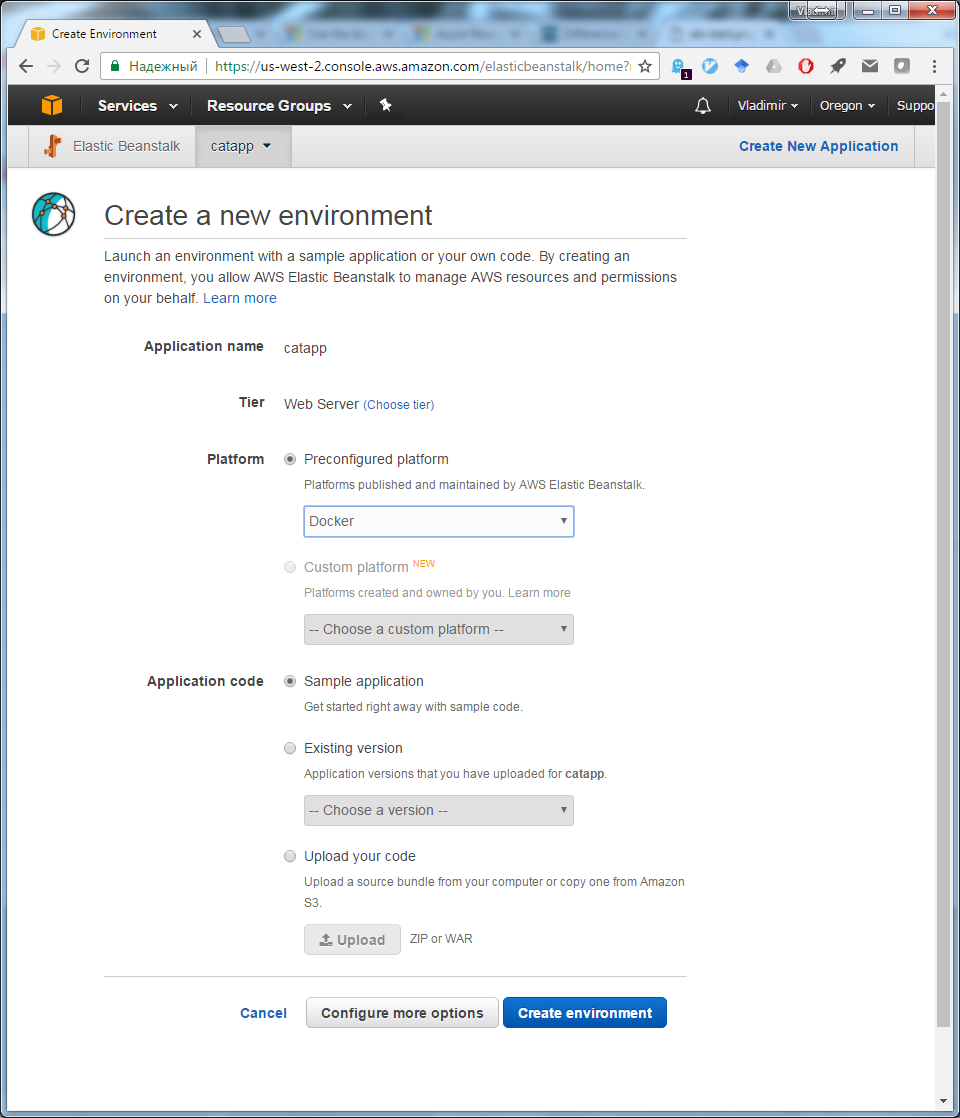 Create Environment
Надежный https://us-west-2.console.aws.amazon.com/elasticbeanstalk/home?
1
Services Resource Groups Vladimir Oregon Suppo
Elastic Beanstalk catapp Create New Application
Create a new environment
Launch an environment with a sample application or your own code. By creating an
environment, you allow AWS Elastic Beanstalk to manage AWS resources and permissions
on your behalf. Learn more
Application name catapp
Tier Web Server (Choose tier)
Platform Preconfigured platform
Platforms published and maintained by AWS Elastic Beanstalk.
Docker
Custom platform NEW
Platforms created and owned by you. Learn more
-- Choose a custom platform --
Application code Sample application
Get started right away with sample code.
Existing version
Application versions that you have uploaded for catapp.
-- Choose a version --
Upload your code
Upload a source bundle from your computer or copy one from Amazon
S3.
Upload ZIP or WAR
Cancel Configure more options Create environment